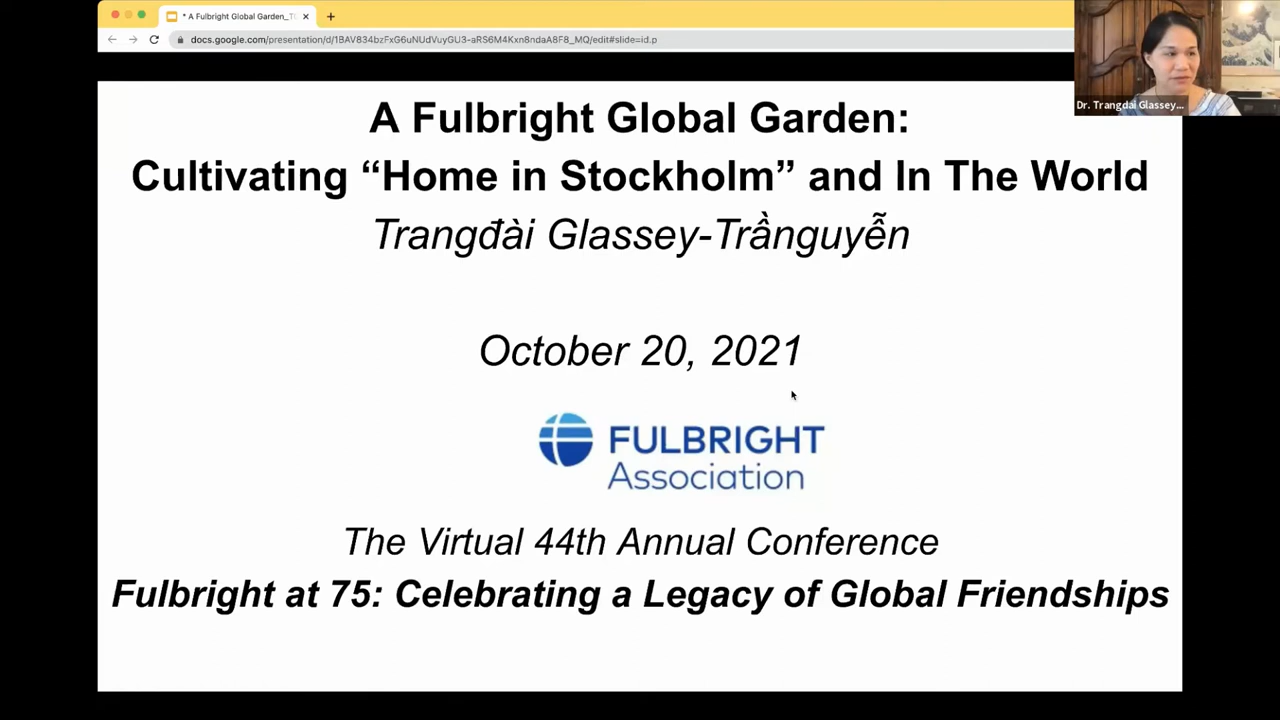 * A Fulbright Global Garden_T
docs.google.com/presentation/d/1BAV834bzFxG6uNUdVuyGU3-aRS6M4Kxn8ndaA8F8_MQ/edit#slide=id.p
Dr. Trangdai Glassey...
A Fulbright Global Garden:
Cultivating “Home in Stockholm” and In The World
Trangđài Glassey-Trầnguyễn
October 20, 2021
FULBRIGHT
Association
The Virtual 44th Annual Conference
Fulbright at 75: Celebrating a Legacy of Global Friendships